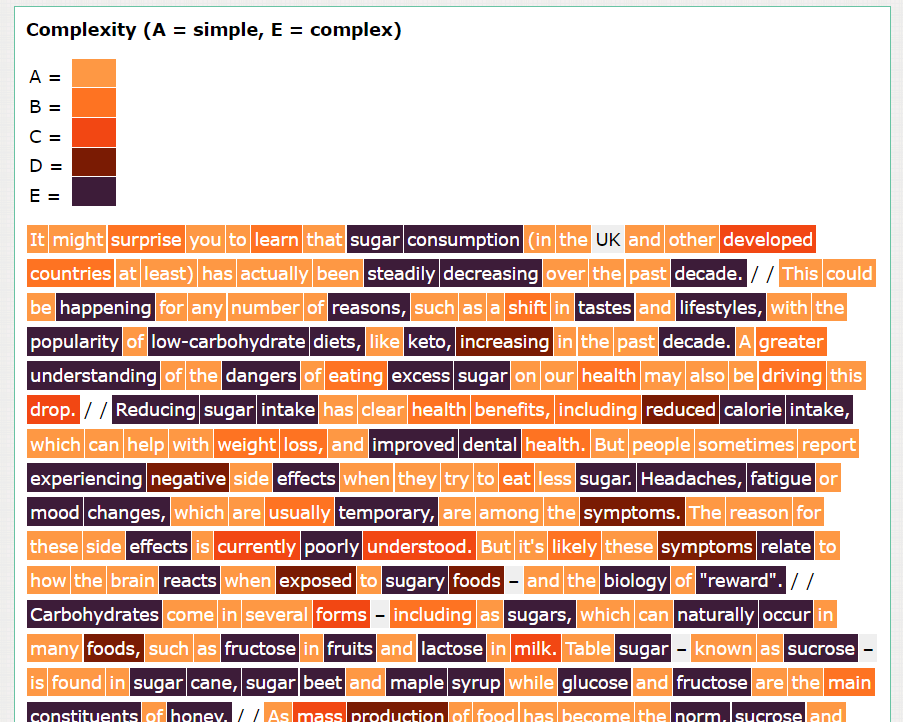 Complexity (A = simple, E = complex)
A =
B =
C =
D =
E =
It might surprise you to learn that sugar consumption (in the UK and other developed
countries at least) has actually been steadily decreasing over the past decade. // This could
be happening for any number of reasons, such as a shift in tastes and lifestyles, with the
popularity of low-carbohydrate diets, like keto, increasing in the past decade. A greater
understanding of the dangers of eating excess sugar on our health may also be driving this
drop. // Reducing sugar intake has clear health benefits, including reduced calorie intake,
which can help with weight loss, and improved dental health. But people sometimes report
experiencing negative side effects when they try to eat less sugar. Headaches, fatigue or
mood changes, which are usually temporary, are among the symptoms. The reason for
these side effects is currently poorly understood. But it's likely these symptoms relate to
how the brain reacts when exposed to sugary foods – and the biology of "reward". //
Carbohydrates come in several forms – including as sugars, which can naturally occur in
many foods, such as fructose in fruits and lactose in milk. Table sugar – known as sucrose –
is found in sugar cane, sugar beet and maple syrup while glucose and fructose are the main
constituents of honey. // As mass production of food has become the norm, sucrose and